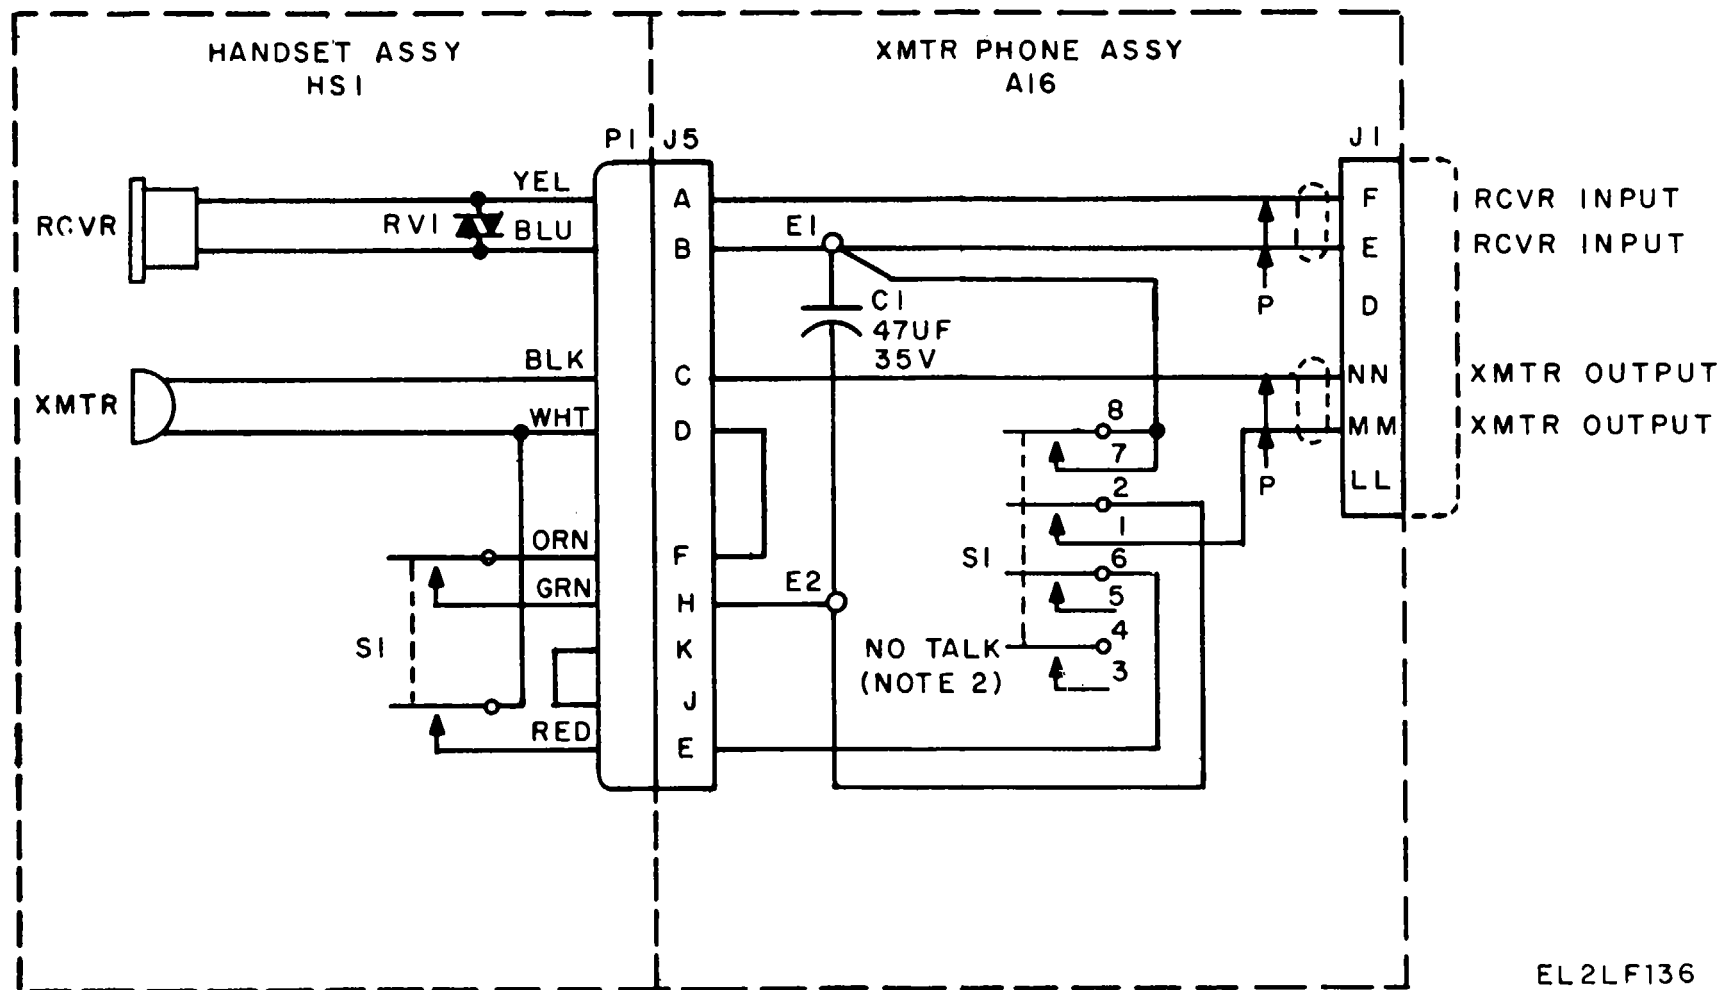 HANDSET ASSY
HS1
XMTR PHONE ASSY
A16
P1 J5
J1
RCVR
YEL
RV1
BLU
A
B
E1
F
E
D
RCVR INPUT
RCVR INPUT
P
C1
47UF
35V
XMTR
BLK
WHT
C
D
NN
MM
LL
XMTR OUTPUT
XMTR OUTPUT
P
8
7
2
1
6
5
4
3
S1
NO TALK
(NOTE 2)
ORN
GRN
S1
RED
F
H
K
J
E
E2
EL2LF136